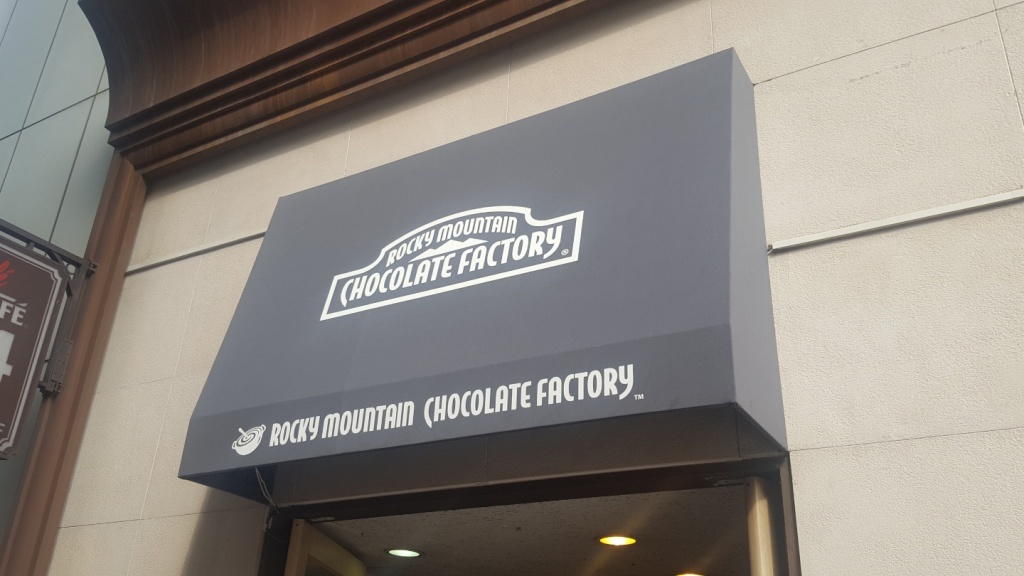 ROCKY MOUNTAIN
CHOCOLATE FACTORY®
ROCKY MOUNTAIN CHOCOLATE FACTORY™